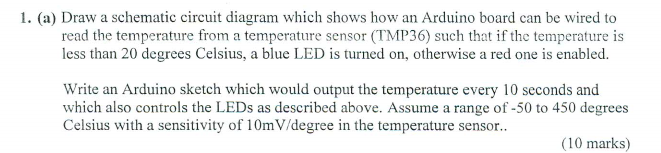 1. (a) Draw a schematic circuit diagram which shows how an Arduino board can be wired to
read the temperature from a temperature sensor (TMP36) such that if the temperature is
less than 20 degrees Celsius, a blue LED is turned on, otherwise a red one is enabled.
Write an Arduino sketch which would output the temperature every 10 seconds and
which also controls the LEDs as described above. Assume a range of -50 to 450 degrees
Celsius with a sensitivity of 10mV/degree in the temperature sensor..
(10 marks)